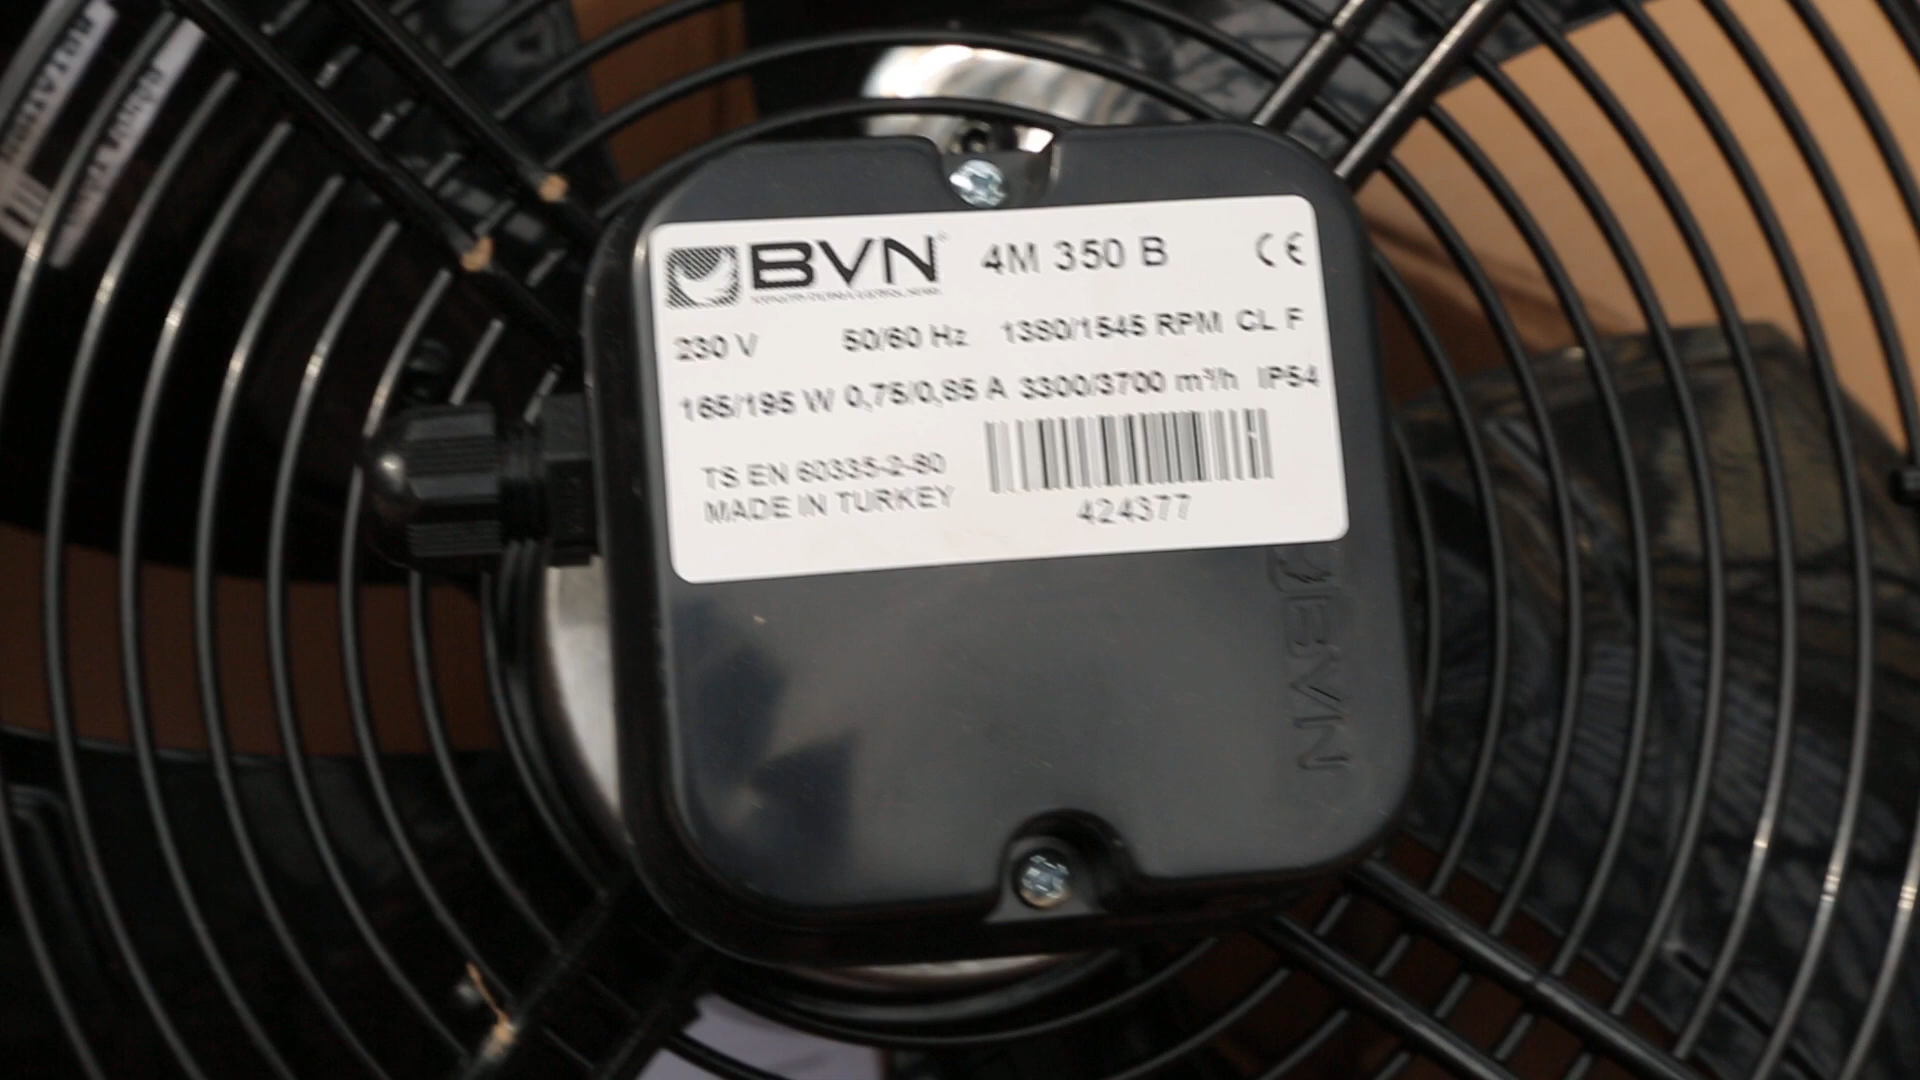 BVN® 4M 350 B CE
230 V 50/60 Hz 1380/1545 RPM CL F
165/195 W 0,75/0,85 A 3300/3700 m³/h IP54
TS EN 60335-2-80
MADE IN TURKEY
424377
BVN